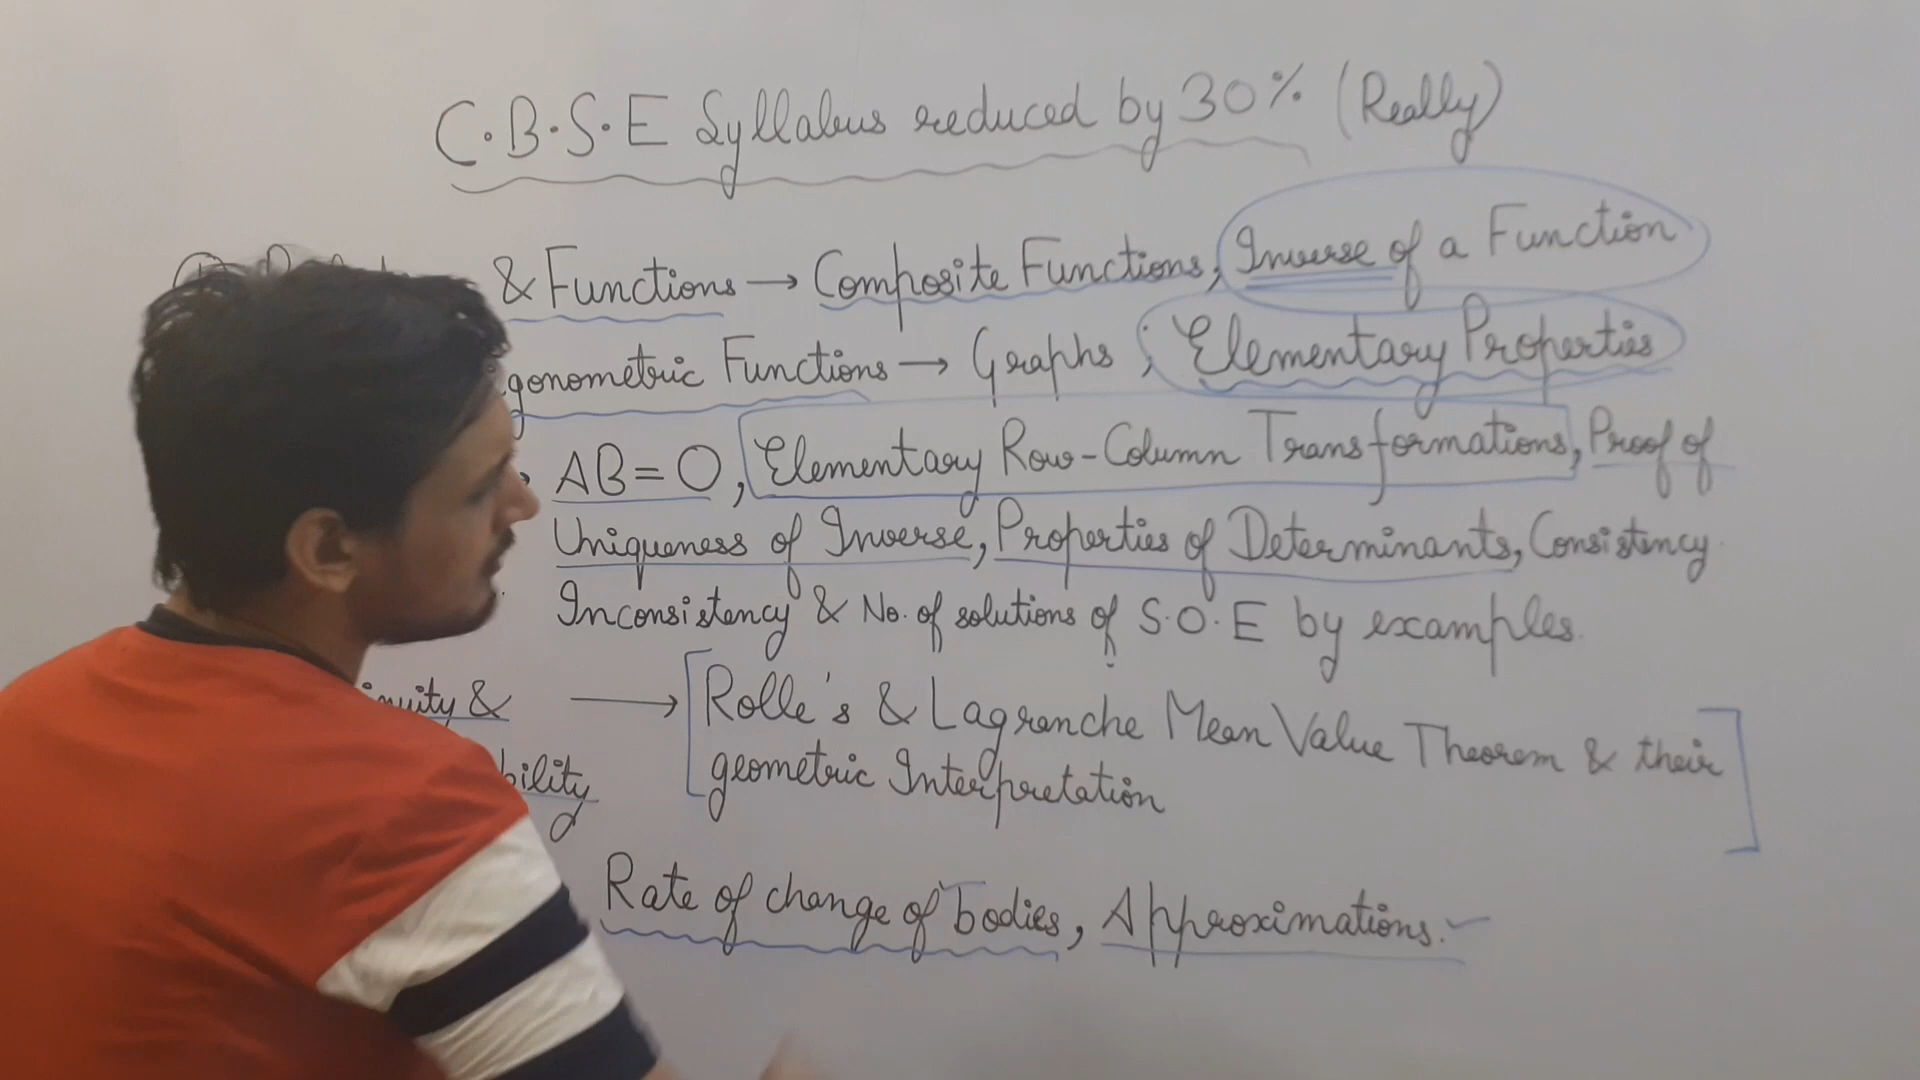 C.B.S.E Syllabus reduced by 30% (Really)
& Functions → Composite Functions, Inverse of a Function
gonometric Functions → Graphs ; Elementary Properties
AB = O, Elementary Row-Column Transformations, Proof of
Uniqueness of Inverse, Properties of Determinants, Consistency
Inconsistency & No. of solutions of S.O.E by examples.
inuity & → [Rolle's & Lagranche Mean Value Theorem & their
bility geometric Interpretation]
Rate of change of bodies, Approximations.